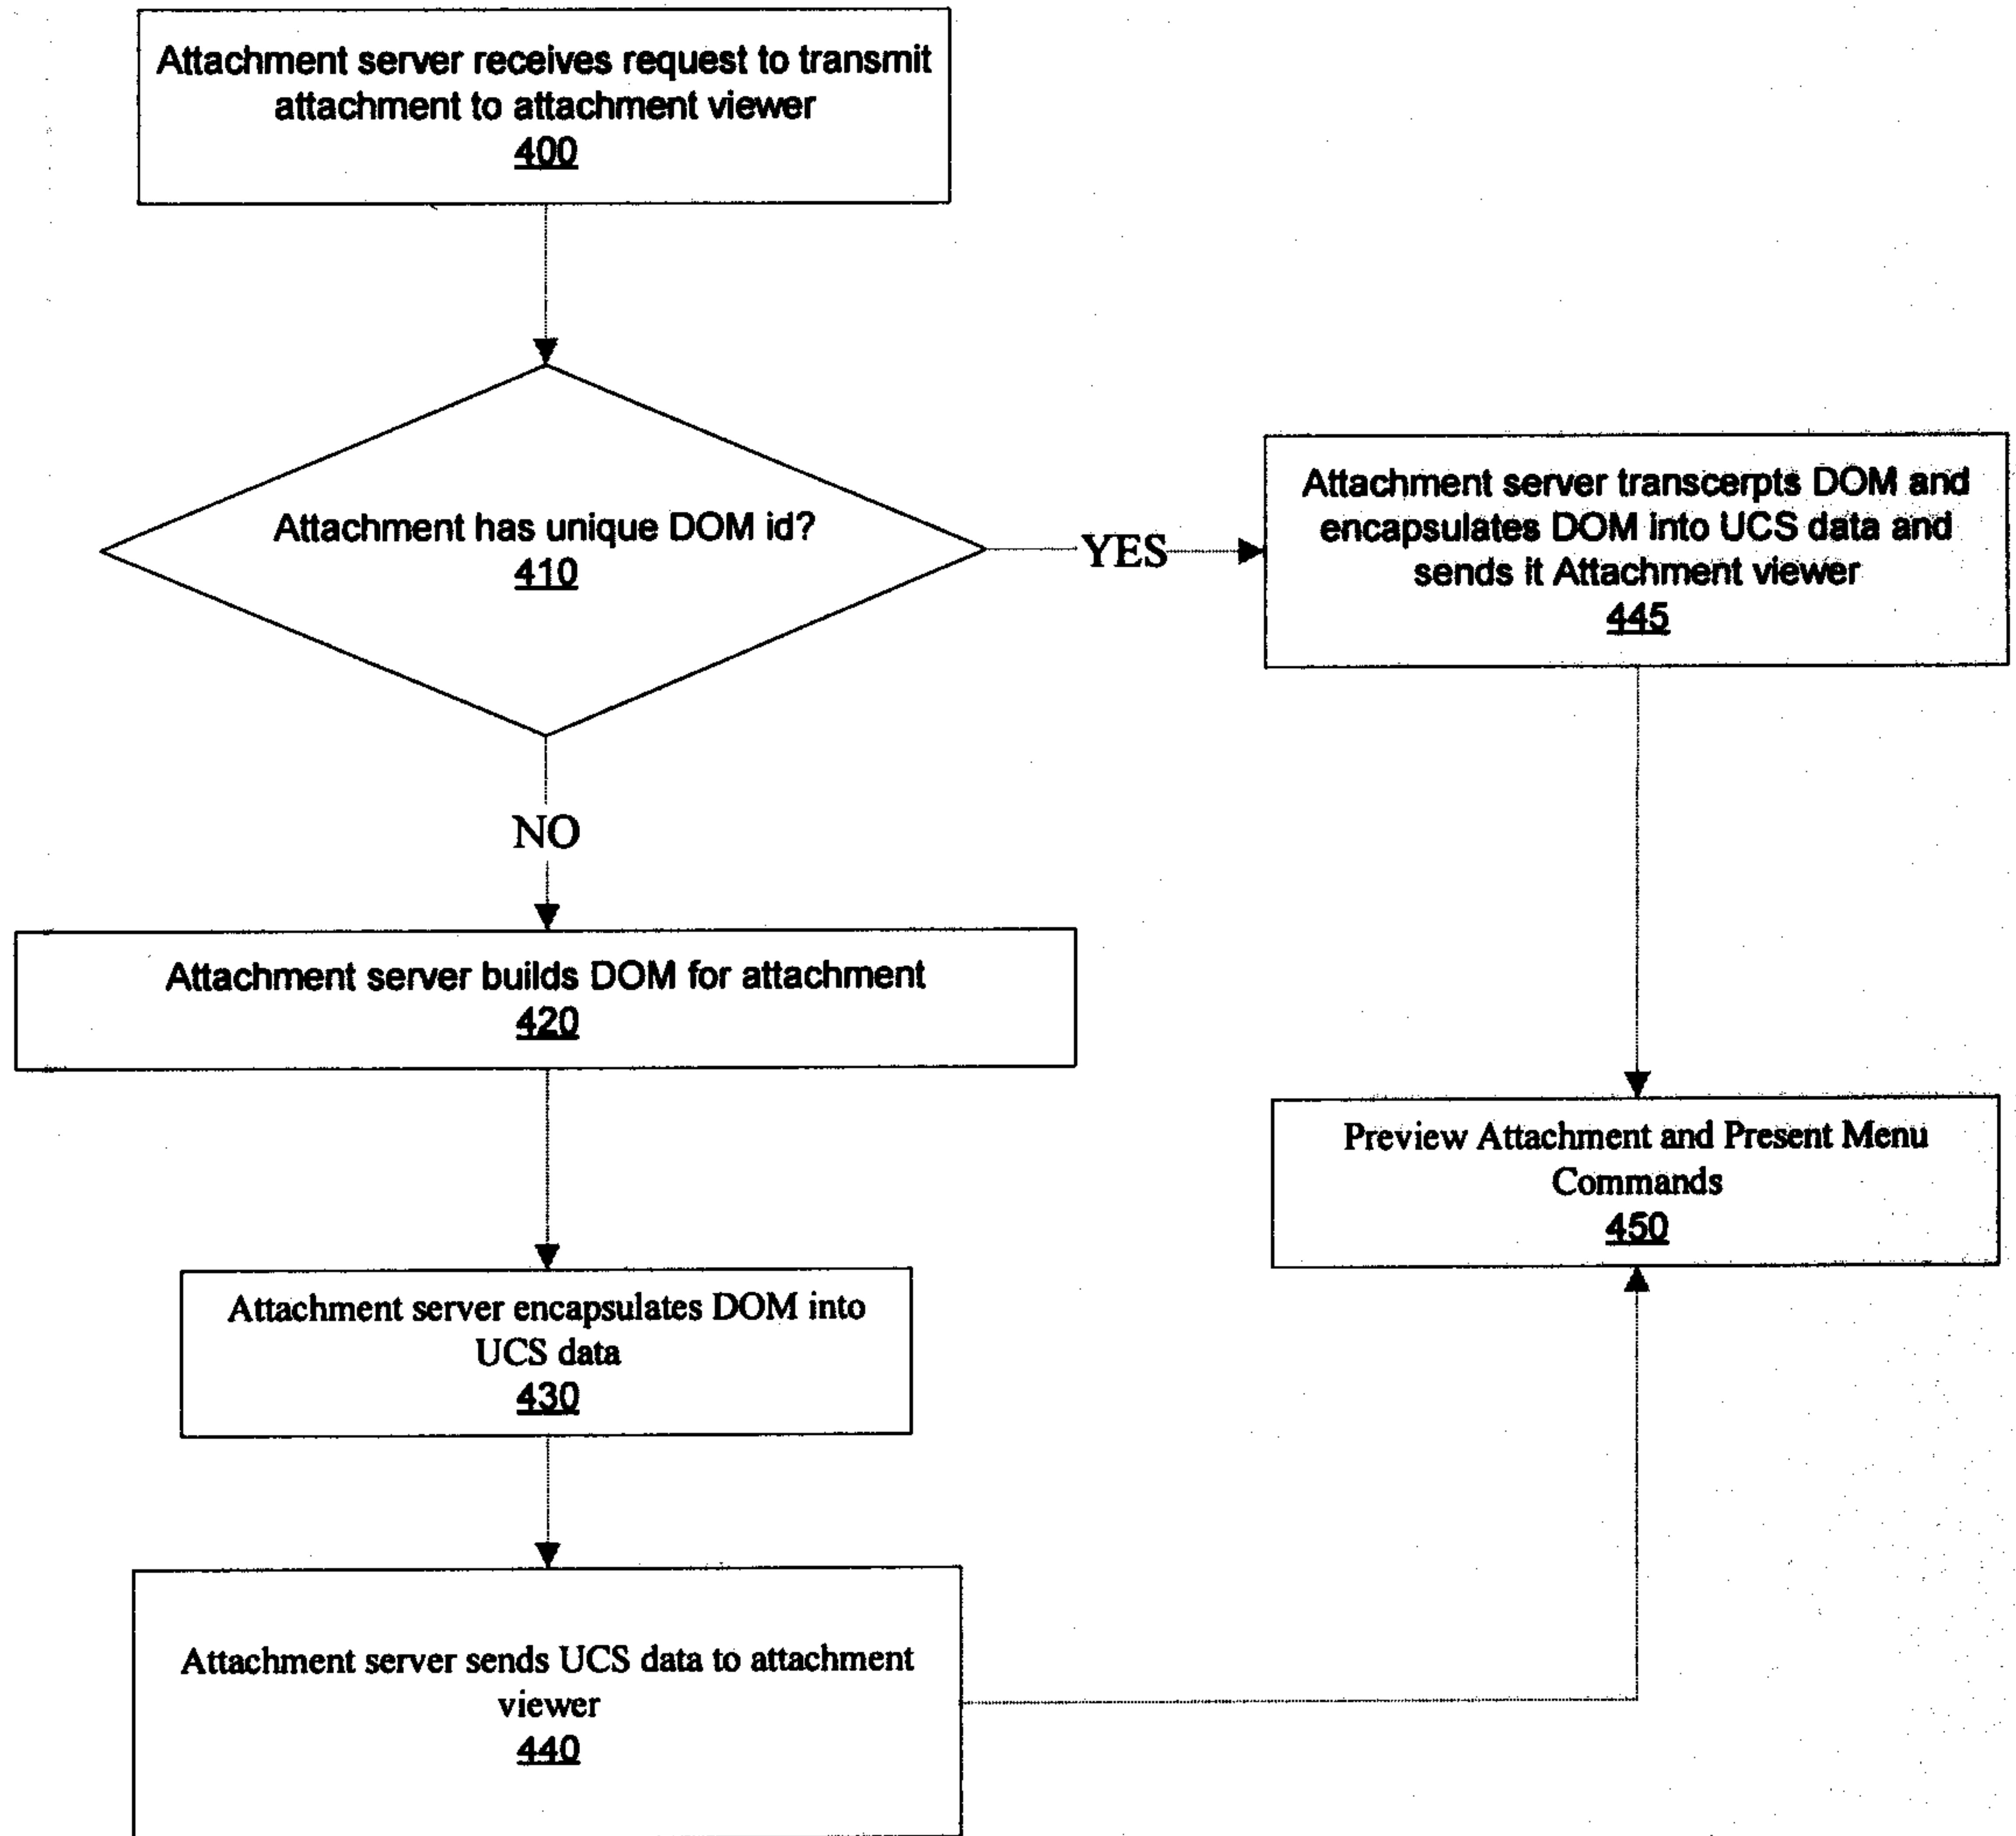 Attachment server receives request to transmit
attachment to attachment viewer
400
Attachment has unique DOM id?
410
YES
Attachment server transcerpts DOM and
encapsulates DOM into UCS data and
sends it Attachment viewer
445
NO
Attachment server builds DOM for attachment
420
Preview Attachment and Present Menu
Commands
450
Attachment server encapsulates DOM into
UCS data
430
Attachment server sends UCS data to attachment
viewer
440